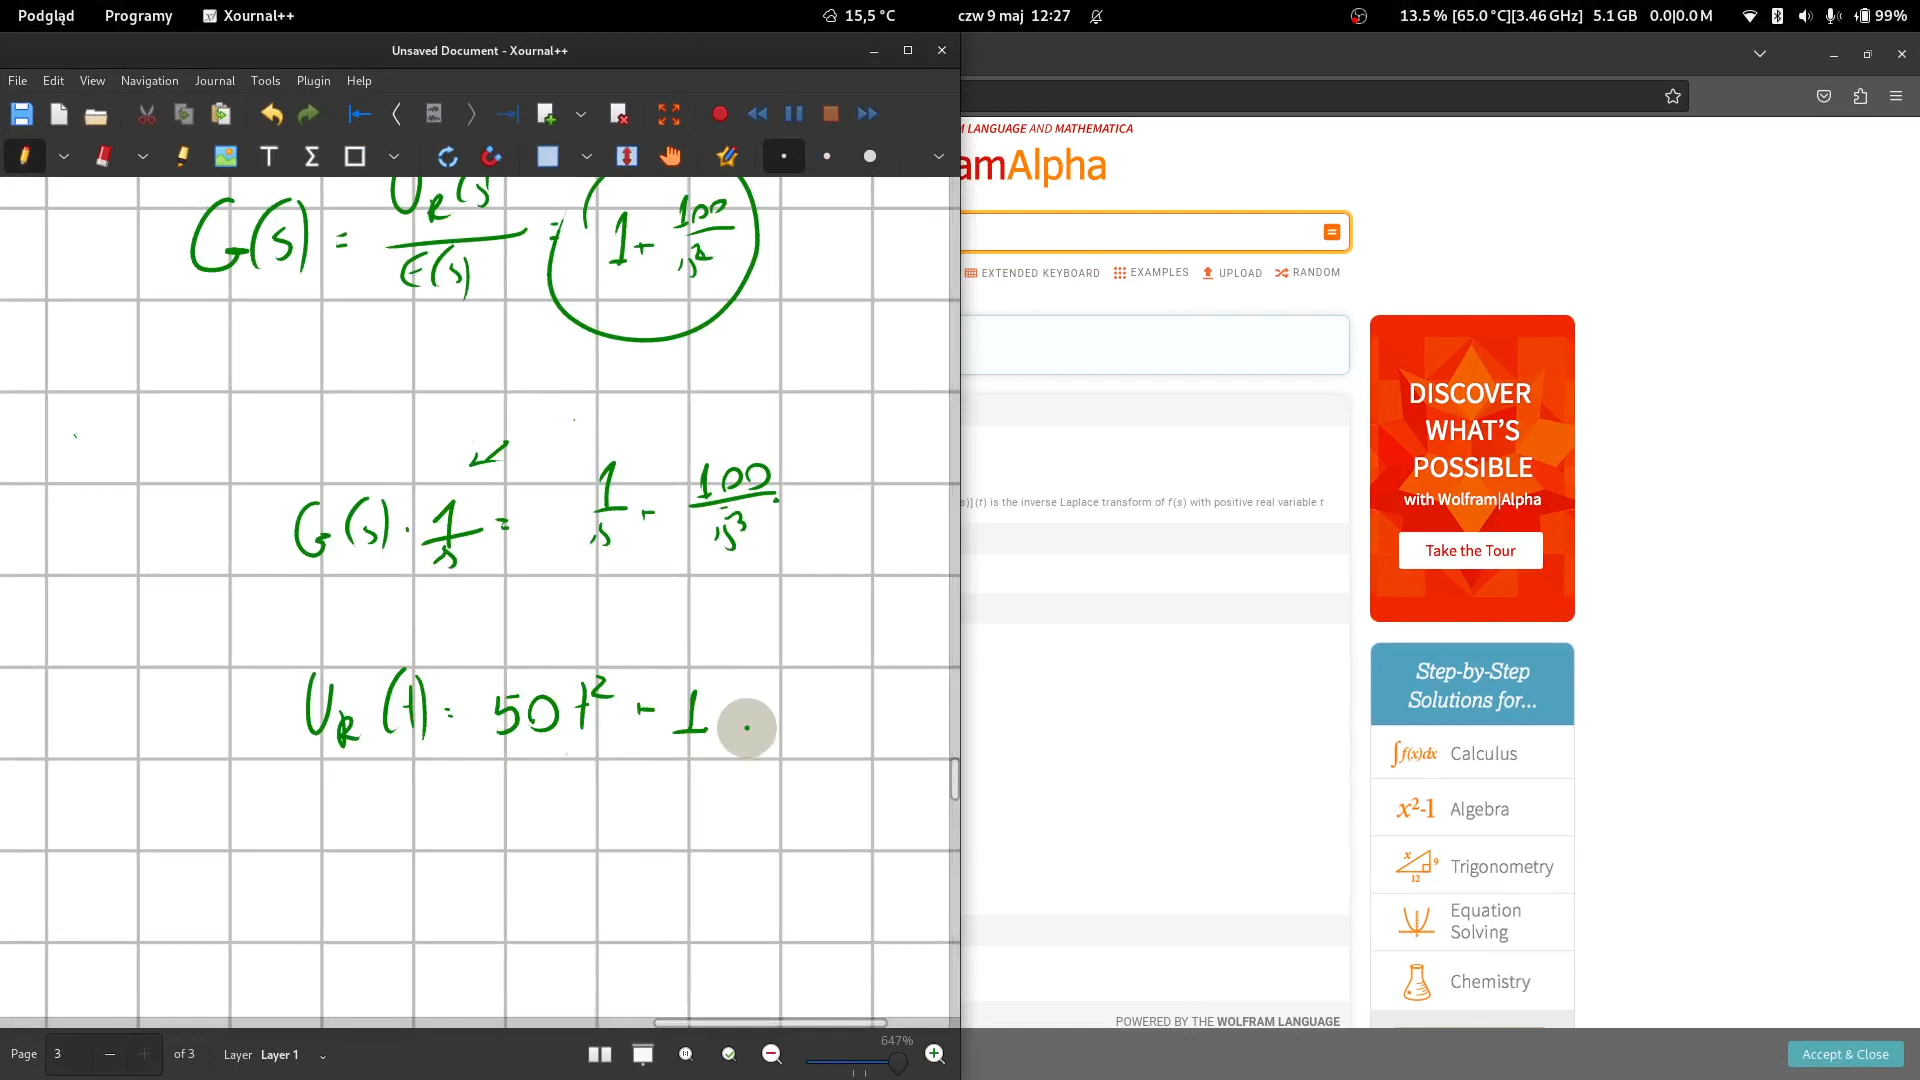 Podgląd Programy Xournal++ 15,5 °C czw 9 maj 12:27 13.5 % [65.0 °C][3.46 GHz] 5.1 GB 0.0|0.0 M 99%
Unsaved Document - Xournal++
File Edit View Navigation Journal Tools Plugin Help
M LANGUAGE AND MATHEMATICA
amAlpha
EXTENDED KEYBOARD EXAMPLES UPLOAD RANDOM
G(s) = U_R(s) / E(s) = 1 + 100/s²
G(s) · 1/s = 1/s + 100/s³
U_R(t) = 50t² + 1
s)] (t) is the inverse Laplace transform of f(s) with positive real variable t
DISCOVER
WHAT'S
POSSIBLE
with Wolfram|Alpha
Take the Tour
Step-by-Step
Solutions for...
∫f(x)dx Calculus
x²-1 Algebra
x 9 12 Trigonometry
Equation
Solving
Chemistry
POWERED BY THE WOLFRAM LANGUAGE
Accept & Close
647%
Page 3 of 3 Layer Layer 1